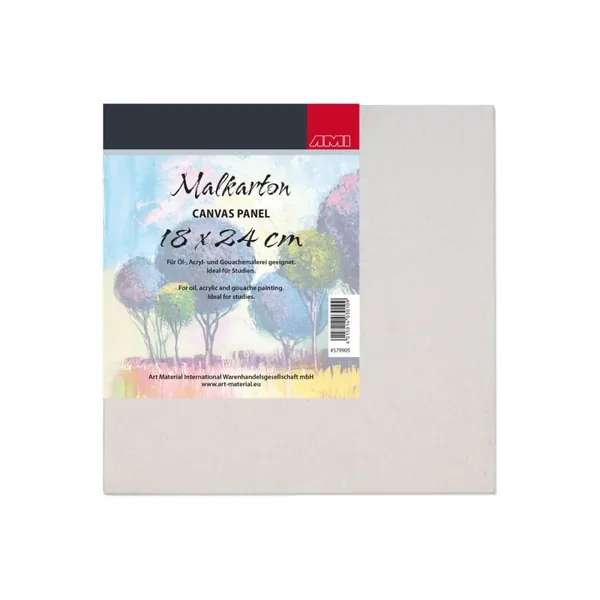 AMI
Malkarton
CANVAS PANEL
18 x 24 cm
Für Öl-, Acryl- und Gouachemalerei geeignet.
Ideal für Studien.
For oil, acrylic and gouache painting.
Ideal for studies.
#579905
Art Material International Warenhandelsgesellschaft mbH
www.art-material.eu